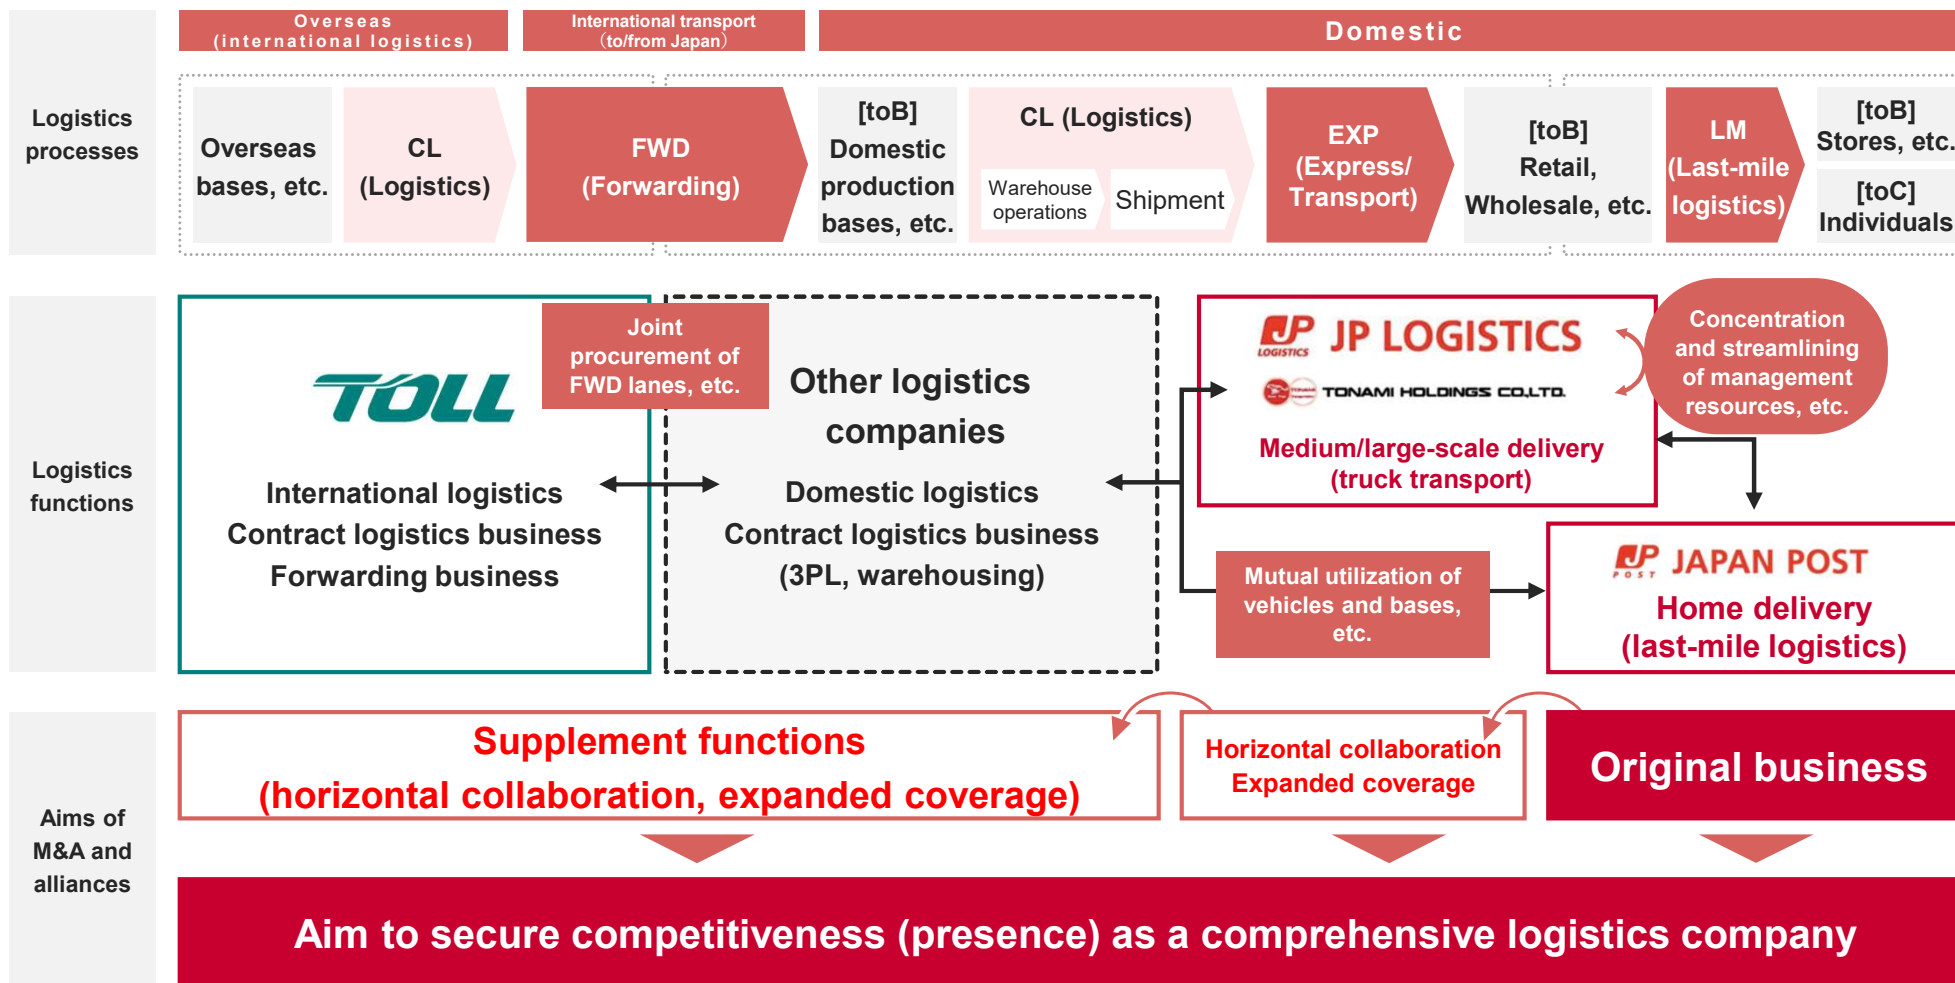 Overseas
(international logistics)
International transport
(to/from Japan)
Domestic
Logistics
processes
Overseas
bases, etc.
CL
(Logistics)
FWD
(Forwarding)
[toB]
Domestic
production
bases, etc.
CL (Logistics)
Warehouse
operations
Shipment
EXP
(Express/
Transport)
[toB]
Retail,
Wholesale, etc.
LM
(Last-mile
logistics)
[toB]
Stores, etc.
[toC]
Individuals
Logistics
functions
TOLL
International logistics
Contract logistics business
Forwarding business
Joint
procurement of
FWD lanes, etc.
Other logistics
companies
Domestic logistics
Contract logistics business
(3PL, warehousing)
JP
LOGISTICS
JP LOGISTICS
TONAMI HOLDINGS CO.,LTD.
Medium/large-scale delivery
(truck transport)
Concentration
and streamlining
of management
resources, etc.
Mutual utilization of
vehicles and bases,
etc.
JP
POST
JAPAN POST
Home delivery
(last-mile logistics)
Aims of
M&A and
alliances
Supplement functions
(horizontal collaboration, expanded coverage)
Horizontal collaboration
Expanded coverage
Original business
Aim to secure competitiveness (presence) as a comprehensive logistics company